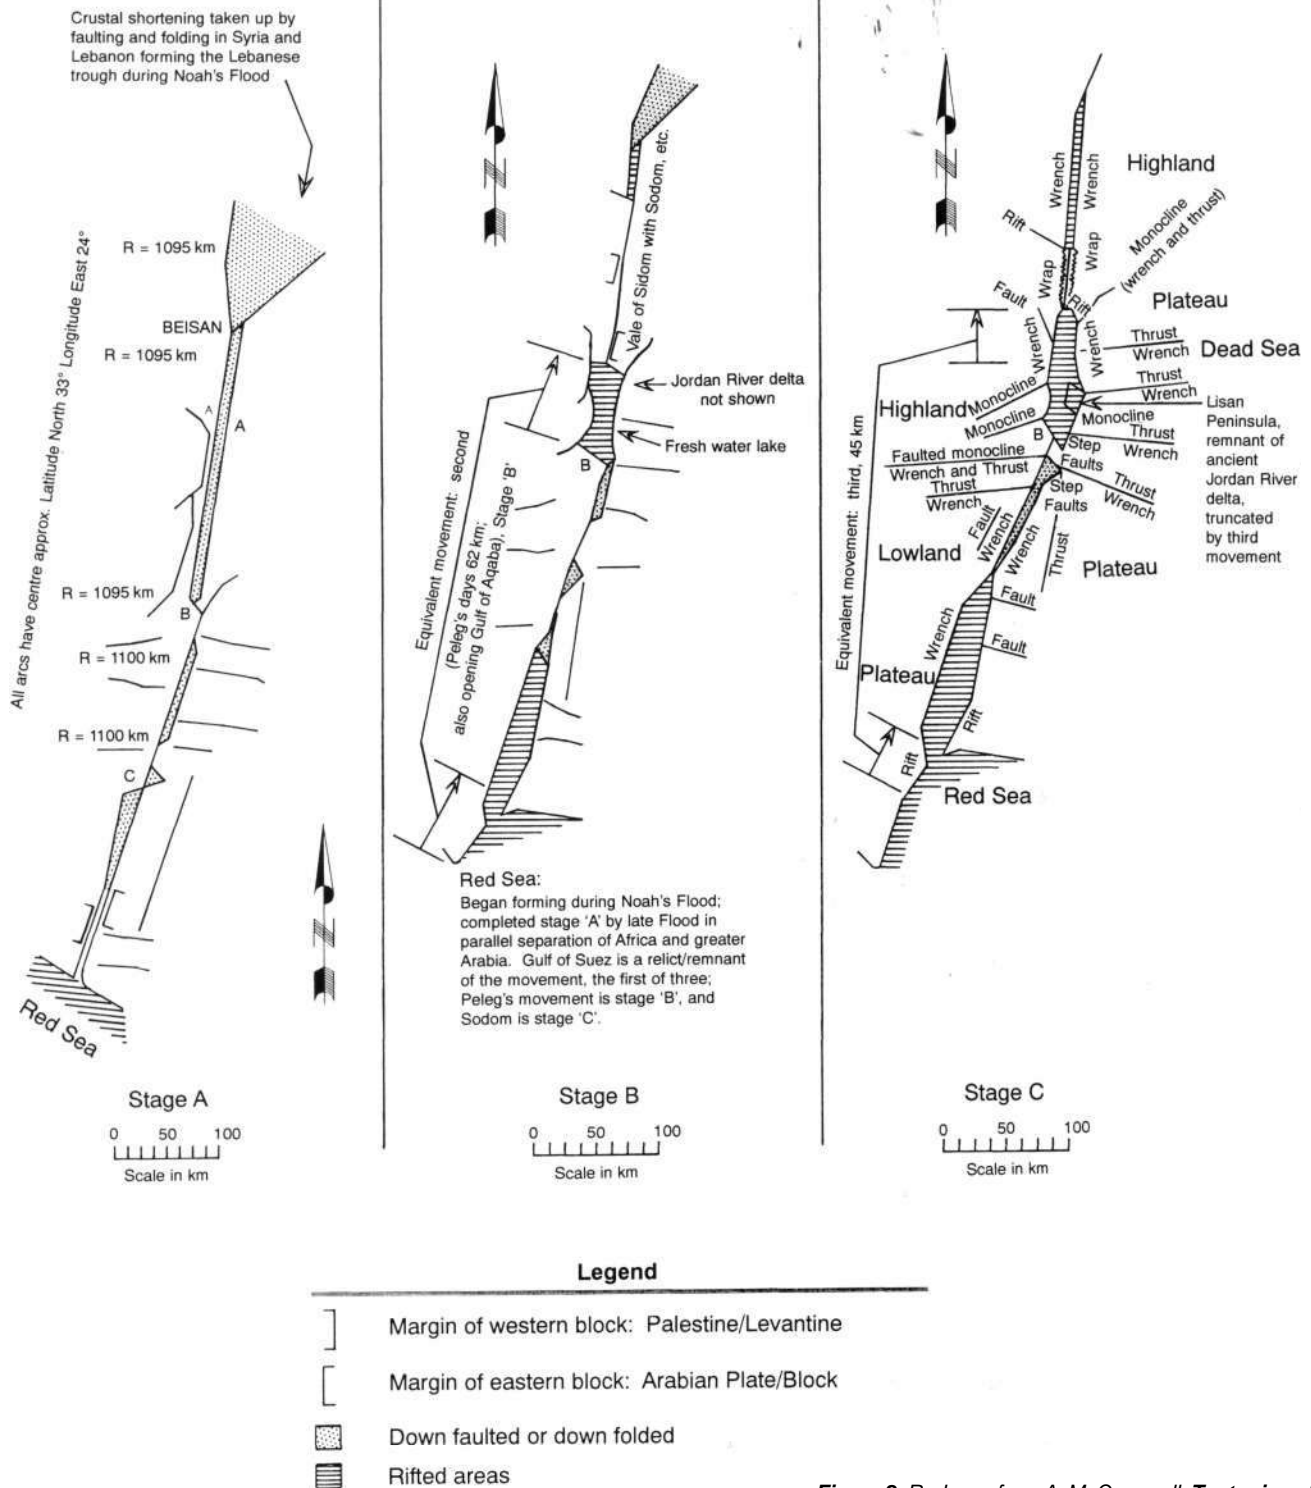 Crustal shortening taken up by
faulting and folding in Syria and
Lebanon forming the Lebanese
trough during Noah's Flood
All arcs have centre approx. Latitude North 33° Longitude East 24°
R = 1095 km
BEISAN
R = 1095 km
A
A
R = 1095 km
B
R = 1100 km
R = 1100 km
C
N
Red Sea
Stage A
0 50 100
Scale in km
N
Vale of Sidom with Sodom, etc.
Jordan River delta
not shown
Fresh water lake
B
Equivalent movement: second
(Peleg's days 62 km;
also opening Gulf of Aqaba), Stage 'B'
Red Sea:
Began forming during Noah's Flood;
completed stage 'A' by late Flood in
parallel separation of Africa and greater
Arabia. Gulf of Suez is a relict/remnant
of the movement, the first of three;
Peleg's movement is stage 'B', and
Sodom is stage 'C'.
Stage B
0 50 100
Scale in km
N
Wrench
Wrench
Highland
Rift
Wrap
Wrap
Monocline
(wrench and thrust)
Fault
Rift
Plateau
Wrench
Wrench
Thrust
Wrench
Dead Sea
Thrust
Wrench
Highland
Monocline
Monocline
Monocline
Lisan
Peninsula,
remnant of
ancient
Jordan River
delta,
truncated
by third
movement
B
Step
Faults
Thrust
Wrench
Faulted monocline
Wrench and Thrust
Thrust
Wrench
Step
Faults
Thrust
Wrench
Fault
Wrench
Wrench
Thrust
Lowland
Plateau
Fault
Wrench
Fault
Plateau
Rift
Rift
Equivalent movement: third, 45 km
Red Sea
Stage C
0 50 100
Scale in km
Legend
Margin of western block: Palestine/Levantine
Margin of eastern block: Arabian Plate/Block
Down faulted or down folded
Rifted areas